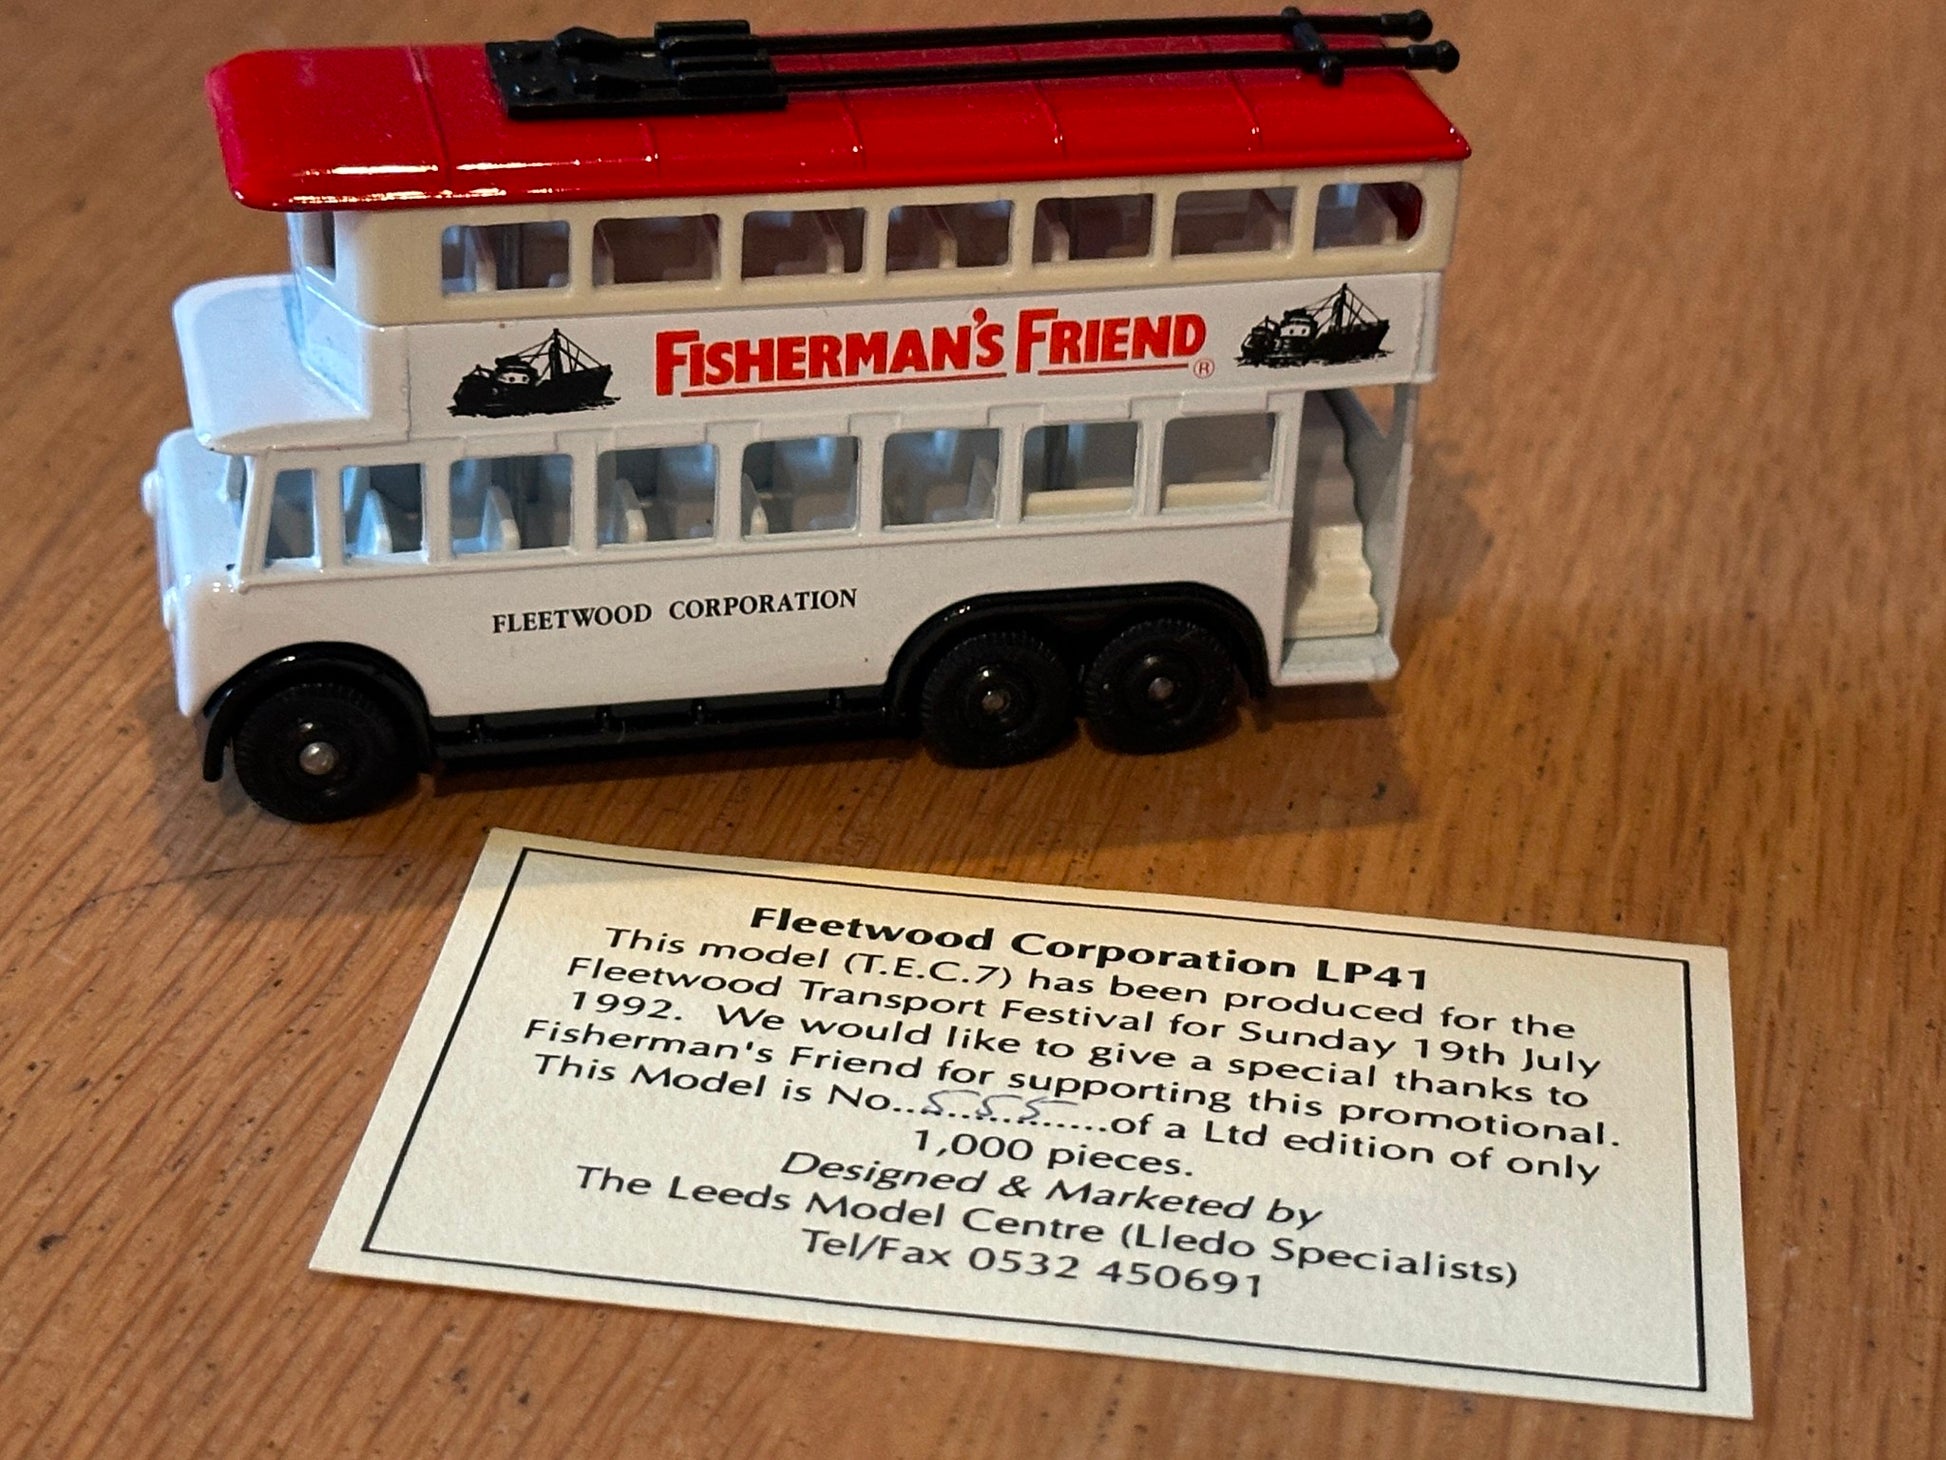 FISHERMAN'S FRIEND®
FLEETWOOD CORPORATION
Fleetwood Corporation LP41
This model (T.E.C.7) has been produced for the
Fleetwood Transport Festival for Sunday 19th July
1992. We would like to give a special thanks to
Fisherman's Friend for supporting this promotional.
This Model is No..555...........of a Ltd edition of only
1,000 pieces.
Designed & Marketed by
The Leeds Model Centre (Lledo Specialists)
Tel/Fax 0532 450691